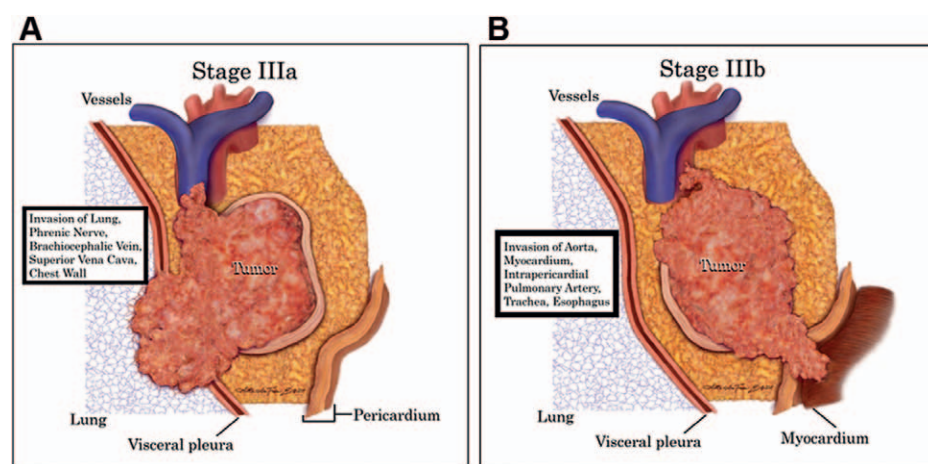 A
Stage IIIa
Vessels
Invasion of Lung,
Phrenic Nerve,
Brachiocephalic Vein,
Superior Vena Cava,
Chest Wall
Tumor
Lung
Visceral pleura
Pericardium
B
Stage IIIb
Vessels
Invasion of Aorta,
Myocardium,
Intrapericardial
Pulmonary Artery,
Trachea, Esophagus
Tumor
Lung
Visceral pleura
Myocardium